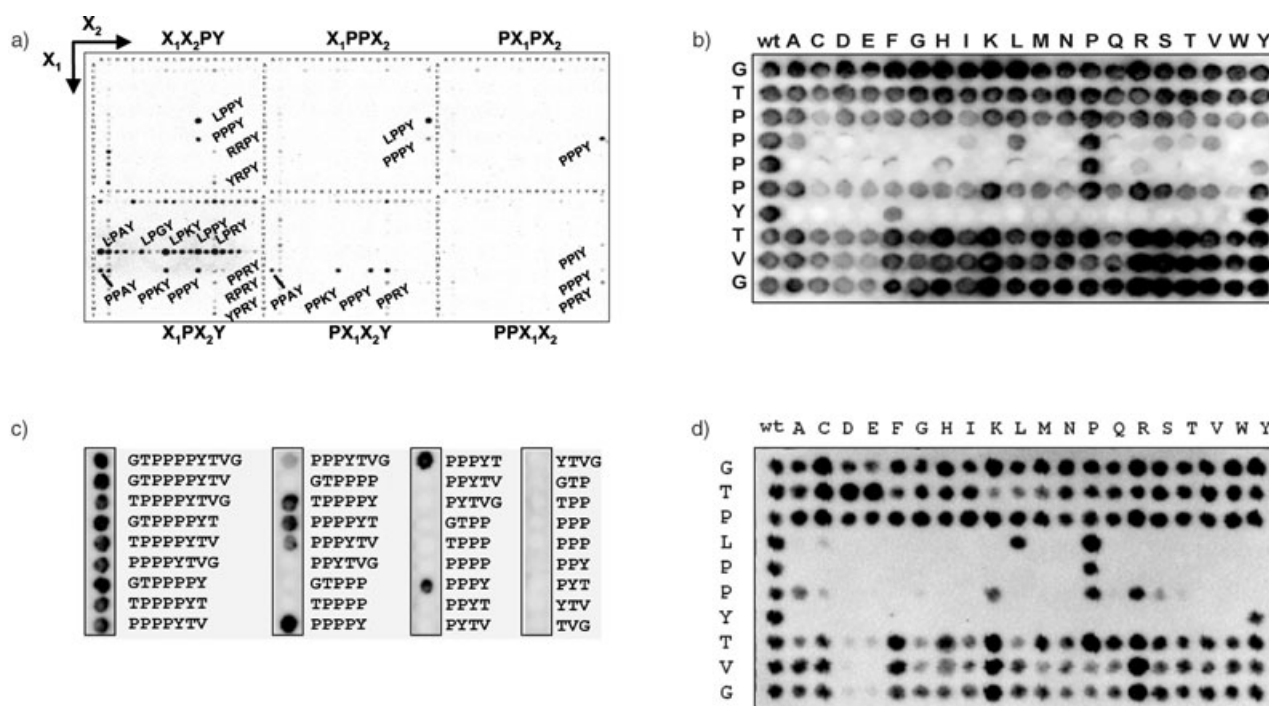 a)
X2
X1
X1X2PY
X1PPX2
PX1PX2
LPPY
PPPY
RRPY
YRPY
LPPY
PPPY
PPPY
LPAY LPGY LPKY LPPY LPRY
PPAY PPKY PPPY PPRY RPRY YPRY
PPAY PPKY PPPY PPRY
PPIY
PPPY
PPRY
X1PX2Y
PX1X2Y
PPX1X2
b)
wt A C D E F G H I K L M N P Q R S T V W Y
G
T
P
P
P
P
Y
T
V
G
c)
GTPPPPYTVG
GTPPPPYTV
TPPPPYTVG
GTPPPPYT
TPPPPYTV
PPPPYTVG
GTPPPPY
TPPPPYT
PPPPYTV
PPPYTVG
GTPPPP
TPPPPY
PPPPYT
PPPYTV
PPYTVG
GTPPP
TPPPP
PPPPY
PPPYT
PPYTV
PYTVG
GTPP
TPPP
PPPP
PPPY
PPYT
PYTV
YTVG
GTP
TPP
PPP
PPP
PPY
PYT
YTV
TVG
d)
wt A C D E F G H I K L M N P Q R S T V W Y
G
T
P
L
P
P
Y
T
V
G